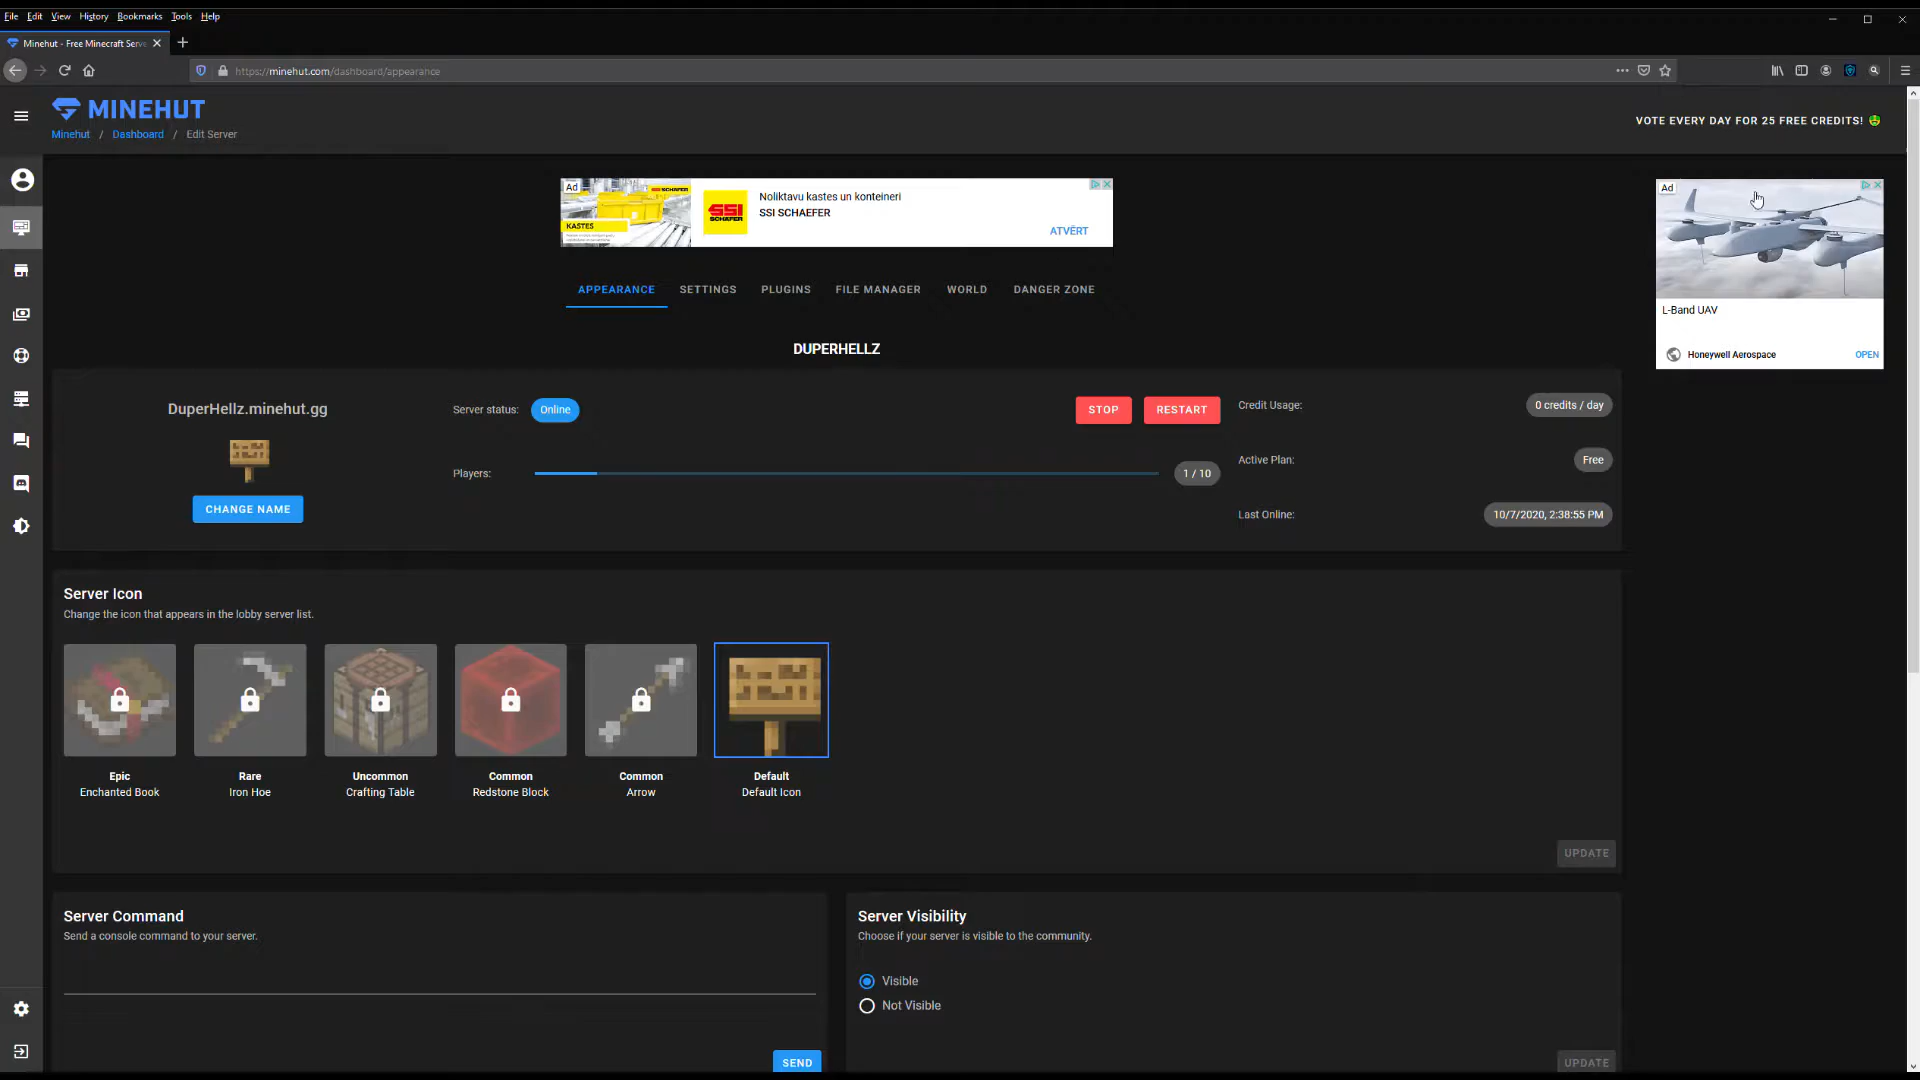 File Edit View History Bookmarks Tools Help
Minehut - Free Minecraft Serve
https://minehut.com/dashboard/appearance
MINEHUT
Minehut / Dashboard / Edit Server
VOTE EVERY DAY FOR 25 FREE CREDITS!
Ad
SSI SCHAEFER
KASTES
SSI SCHAEFER
Noliktavu kastes un konteineri
SSI SCHAEFER
ATVĒRT
Ad
L-Band UAV
Honeywell Aerospace
OPEN
APPEARANCE SETTINGS PLUGINS FILE MANAGER WORLD DANGER ZONE
DUPERHELLZ
DuperHellz.minehut.gg
CHANGE NAME
Server status: Online
STOP RESTART
Players: 1 / 10
Credit Usage: 0 credits / day
Active Plan: Free
Last Online: 10/7/2020, 2:38:55 PM
Server Icon
Change the icon that appears in the lobby server list.
Epic
Enchanted Book
Rare
Iron Hoe
Uncommon
Crafting Table
Common
Redstone Block
Common
Arrow
Default
Default Icon
UPDATE
Server Command
Send a console command to your server.
SEND
Server Visibility
Choose if your server is visible to the community.
Visible
Not Visible
UPDATE